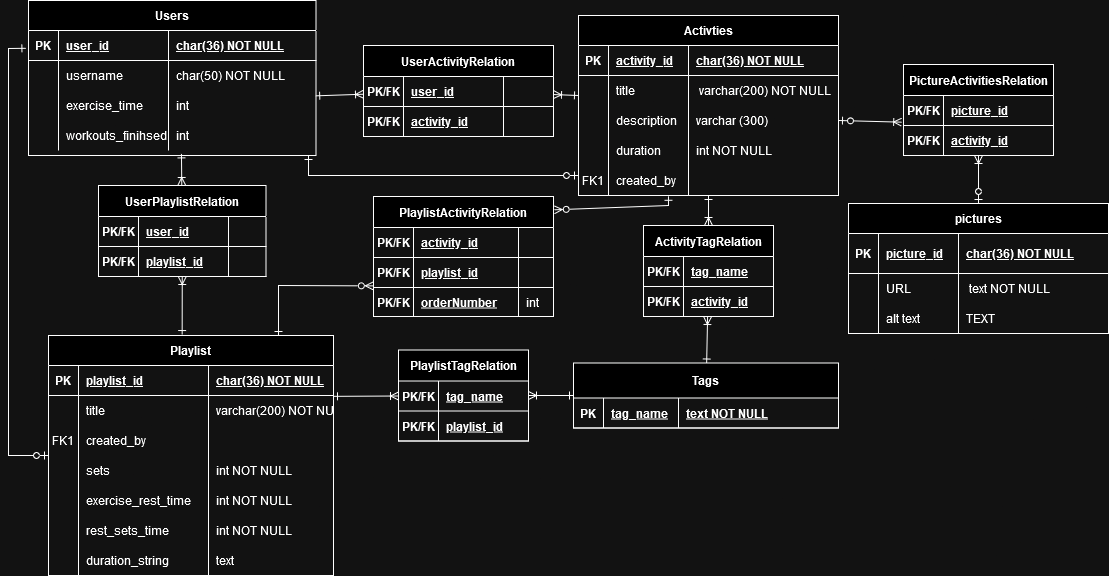 Users
PK user_id char(36) NOT NULL
username char(50) NOT NULL
exercise_time int
workouts_finihsed int
UserActivityRelation
PK/FK user_id
PK/FK activity_id
Activties
PK activity_id char(36) NOT NULL
title varchar(200) NOT NULL
description varchar (300)
duration int NOT NULL
FK1 created_by
PictureActivitiesRelation
PK/FK picture_id
PK/FK activity_id
UserPlaylistRelation
PK/FK user_id
PK/FK playlist_id
PlaylistActivityRelation
PK/FK activity_id
PK/FK playlist_id
PK/FK orderNumber int
ActivityTagRelation
PK/FK tag_name
PK/FK activity_id
pictures
PK picture_id char(36) NOT NULL
URL text NOT NULL
alt text TEXT
Playlist
PK playlist_id char(36) NOT NULL
title varchar(200) NOT NU
FK1 created_by
sets int NOT NULL
exercise_rest_time int NOT NULL
rest_sets_time int NOT NULL
duration_string text
PlaylistTagRelation
PK/FK tag_name
PK/FK playlist_id
Tags
PK tag_name text NOT NULL